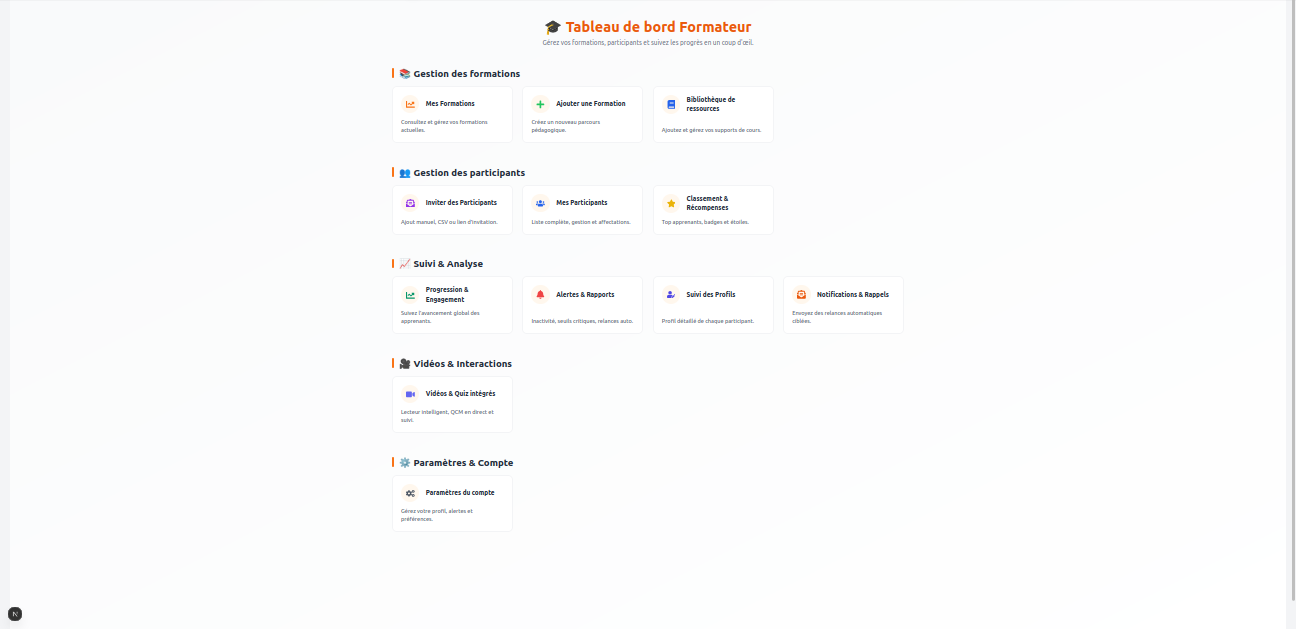 Tableau de bord Formateur
Gérez vos formations, participants et suivez les progrès en un coup d'œil.
Gestion des formations
Mes Formations
Consultez et gérez vos formations
actuelles.
Ajouter une Formation
Créez un nouveau parcours
pédagogique.
Bibliothèque de
ressources
Ajoutez et gérez vos supports de cours.
Gestion des participants
Inviter des Participants
Ajout manuel, CSV ou lien d'invitation.
Mes Participants
Liste complète, gestion et affectations.
Classement &
Récompenses
Top apprenants, badges et étoiles.
Suivi & Analyse
Progression &
Engagement
Suivez l'avancement global des
apprenants.
Alertes & Rapports
Inactivité, seuils critiques, relances auto.
Suivi des Profils
Profil détaillé de chaque participant.
Notifications & Rappels
Envoyez des relances automatiques
ciblées.
Vidéos & Interactions
Vidéos & Quiz intégrés
Lecteur intelligent, QCM en direct et
suivi.
Paramètres & Compte
Paramètres du compte
Gérez votre profil, alertes et
préférences.
N